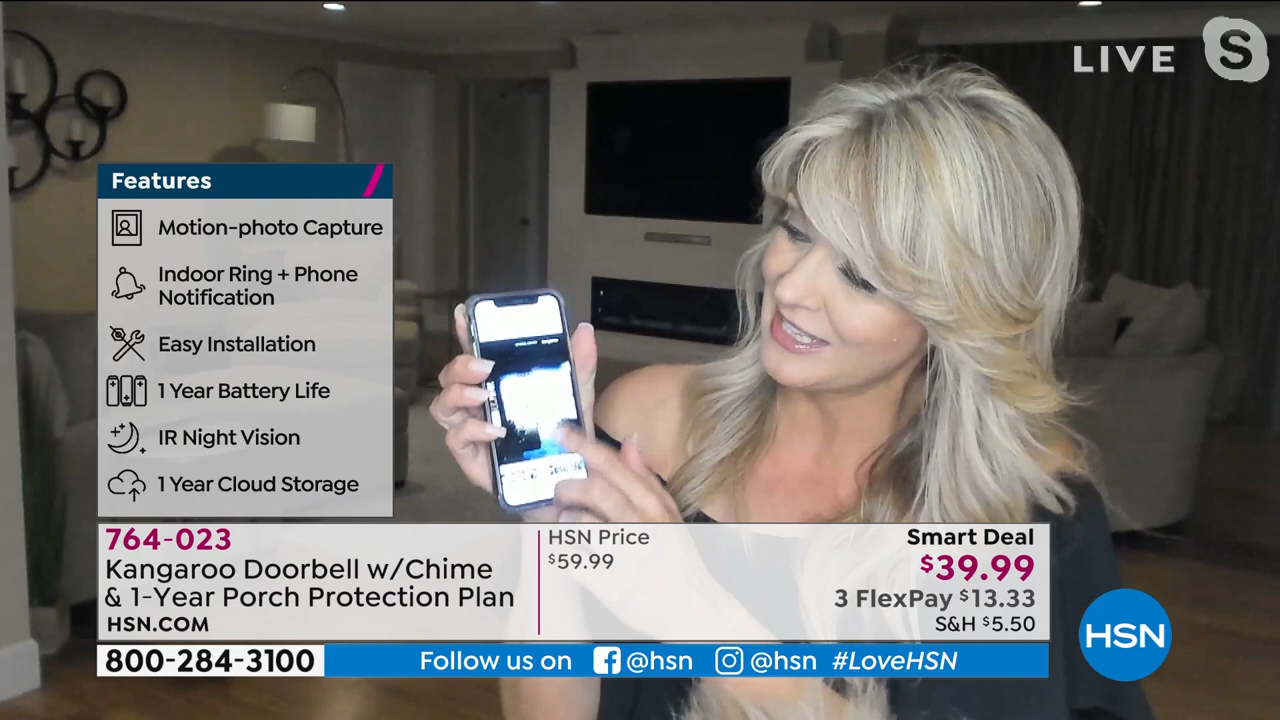 LIVE
S
Features
Motion-photo Capture
Indoor Ring + Phone
Notification
Easy Installation
1 Year Battery Life
IR Night Vision
1 Year Cloud Storage
764-023
Kangaroo Doorbell w/Chime
& 1-Year Porch Protection Plan
HSN.COM
HSN Price
$59.99
Smart Deal
$39.99
3 FlexPay $13.33
S&H $5.50
HSN
800-284-3100
Follow us on @hsn @hsn #LoveHSN